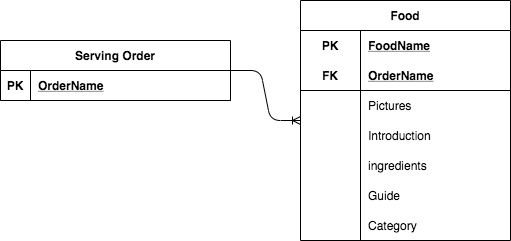 Serving Order
PK OrderName
Food
PK FoodName
FK OrderName
Pictures
Introduction
ingredients
Guide
Category